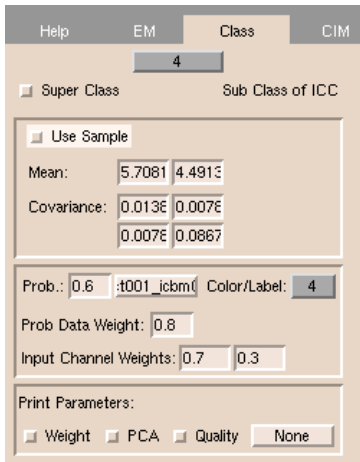 Help EM Class CIM
4
Super Class Sub Class of ICC
Use Sample
Mean: 5.7081 4.4913
Covariance: 0.0138 0.0078
0.0078 0.0867
Prob.: 0.6 :t001_icbm( Color/Label: 4
Prob Data Weight: 0.8
Input Channel Weights: 0.7 0.3
Print Parameters:
Weight PCA Quality None